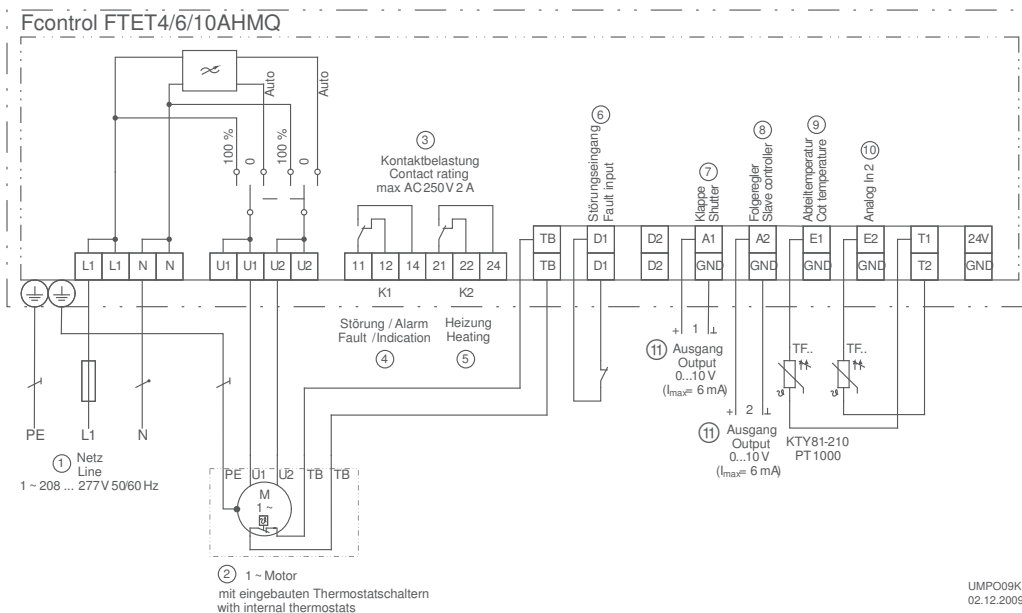 Fcontrol FTET4/6/10AHMQ
Auto
Auto
100 %
0
100 %
0
3
Kontaktbelastung
Contact rating
max AC 250 V 2 A
6
Störungseingang
Fault input
7
Klappe
Shutter
8
Folgeregler
Slave controller
9
Abteiltemperatur
Cot temperature
10
Analog In 2
L1 L1 N N
U1 U1 U2 U2
11 12 14 21 22 24
K1 K2
TB D1 D2 A1 A2 E1 E2 T1 24V
TB D1 D2 GND GND GND GND T2 GND
Störung / Alarm
Fault /Indication
4
Heizung
Heating
5
+ 1 ⊥
11 Ausgang
Output
0...10 V
(Imax= 6 mA)
+ 2 ⊥
11 Ausgang
Output
0...10 V
(Imax= 6 mA)
TF..
TF..
ϑ
ϑ
KTY81-210
PT1000
PE L1 N
1 Netz
Line
1 ~ 208 ... 277V 50/60 Hz
PE U1 U2 TB TB
M
1 ~
ϑ
2 1 ~ Motor
mit eingebauten Thermostatschaltern
with internal thermostats
UMPO09K
02.12.2009